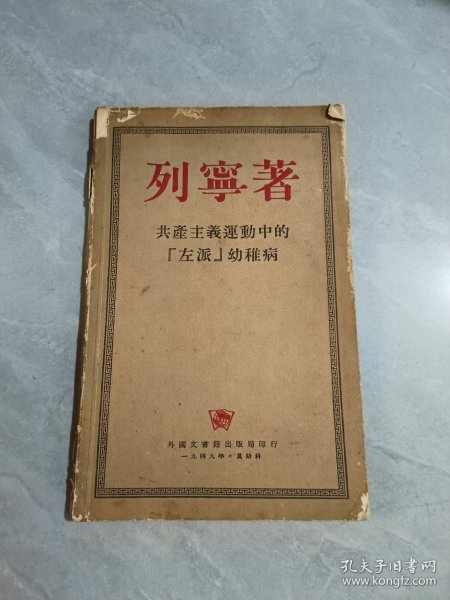 列寧著
共產主義運動中的
『左派』幼稚病
外國文書籍出版局印行
一九四九年·莫斯科
孔夫子旧书网
www.kongfz.com